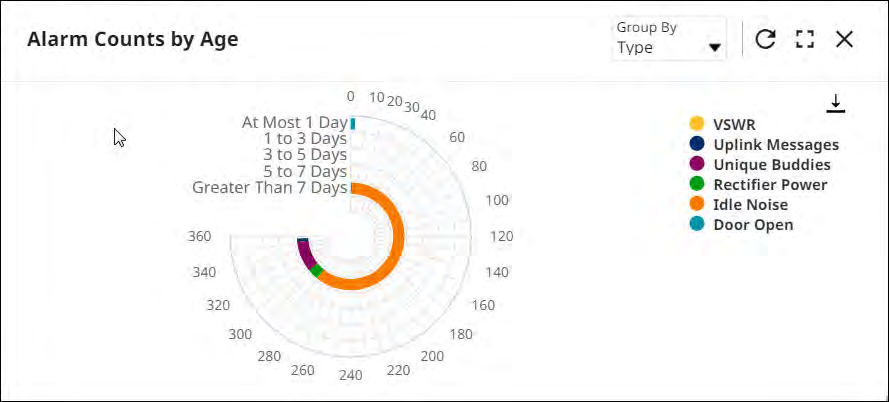 Alarm Counts by Age
Group By
Type
0
10
20
30
40
60
80
100
120
140
160
180
200
220
240
260
280
300
320
340
360
At Most 1 Day
1 to 3 Days
3 to 5 Days
5 to 7 Days
Greater Than 7 Days
VSWR
Uplink Messages
Unique Buddies
Rectifier Power
Idle Noise
Door Open